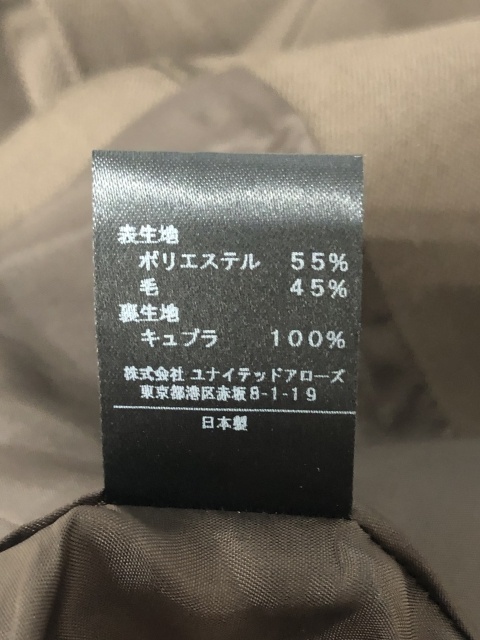 表生地
ポリエステル 55%
毛 45%
裏生地
キュプラ 100%
株式会社 ユナイテッドアローズ
東京都港区赤坂8-1-19
日本製